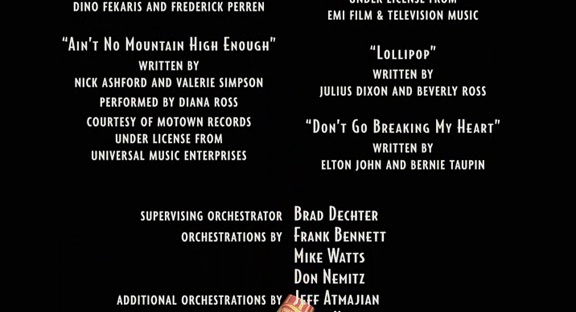 DINO FEKARIS AND FREDERICK PERREN
"AIN'T NO MOUNTAIN HIGH ENOUGH"
WRITTEN BY
NICK ASHFORD AND VALERIE SIMPSON
PERFORMED BY DIANA ROSS
COURTESY OF MOTOWN RECORDS
UNDER LICENSE FROM
UNIVERSAL MUSIC ENTERPRISES
UNDER LICENSE FROM
EMI FILM & TELEVISION MUSIC
"LOLLIPOP"
WRITTEN BY
JULIUS DIXON AND BEVERLY ROSS
"DON'T GO BREAKING MY HEART"
WRITTEN BY
ELTON JOHN AND BERNIE TAUPIN
SUPERVISING ORCHESTRATOR BRAD DECHTER
ORCHESTRATIONS BY FRANK BENNETT
MIKE WATTS
DON NEMITZ
ADDITIONAL ORCHESTRATIONS BY JEFF ATMAJIAN